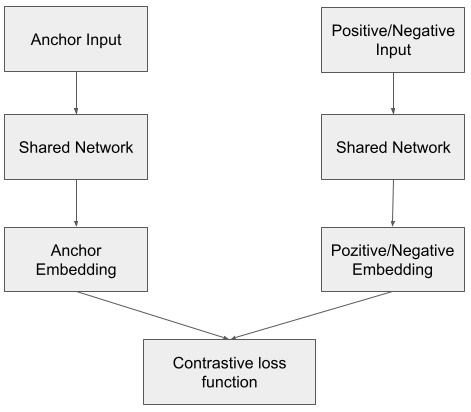 Anchor Input
Positive/Negative
Input
Shared Network
Shared Network
Anchor
Embedding
Pozitive/Negative
Embedding
Contrastive loss
function